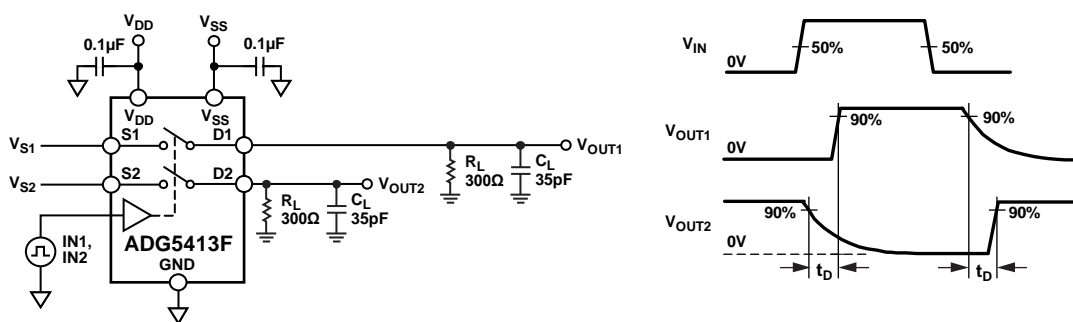 VDD
VSS
0.1µF
0.1µF
VDD
VSS
VS1
S1
D1
VOUT1
RL
300Ω
CL
35pF
VS2
S2
D2
VOUT2
RL
300Ω
CL
35pF
IN1,
IN2
ADG5413F
GND
VIN
0V
50%
50%
VOUT1
0V
90%
90%
VOUT2
90%
90%
0V
tD
tD